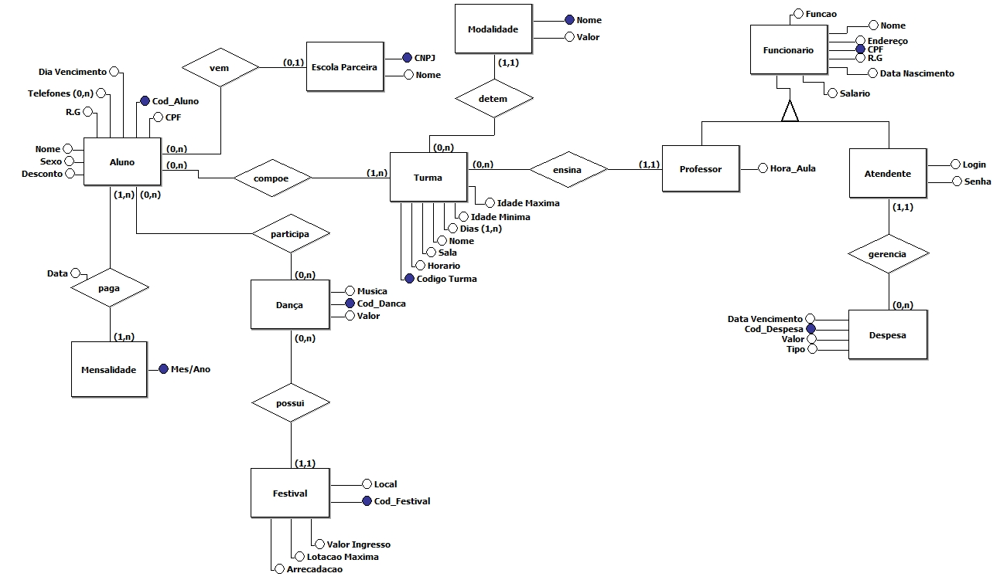 Funcao
Modalidade
Nome
Valor
Funcionario
Nome
Endereço
CPF
R.G
Data Nascimento
Salario
vem
(0,1)
Escola Parceira
CNPJ
Nome
(1,1)
detem
Dia Vencimento
Telefones (0,n)
R.G
Cod_Aluno
CPF
Nome
Sexo
Desconto
Aluno
(0,n)
(0,n)
(1,n)
(0,n)
compoe
(1,n)
(0,n)
Turma
(0,n)
ensina
(1,1)
Professor
Hora_Aula
Atendente
Login
Senha
(1,1)
Idade Maxima
Idade Minima
Dias (1,n)
Nome
Sala
Horario
Codigo Turma
participa
(0,n)
gerencia
(0,n)
Data
paga
(1,n)
Dança
Musica
Cod_Danca
Valor
(0,n)
Data Vencimento
Cod_Despesa
Valor
Tipo
Despesa
Mensalidade
Mes/Ano
possui
(1,1)
Festival
Local
Cod_Festival
Valor Ingresso
Lotacao Maxima
Arrecadacao